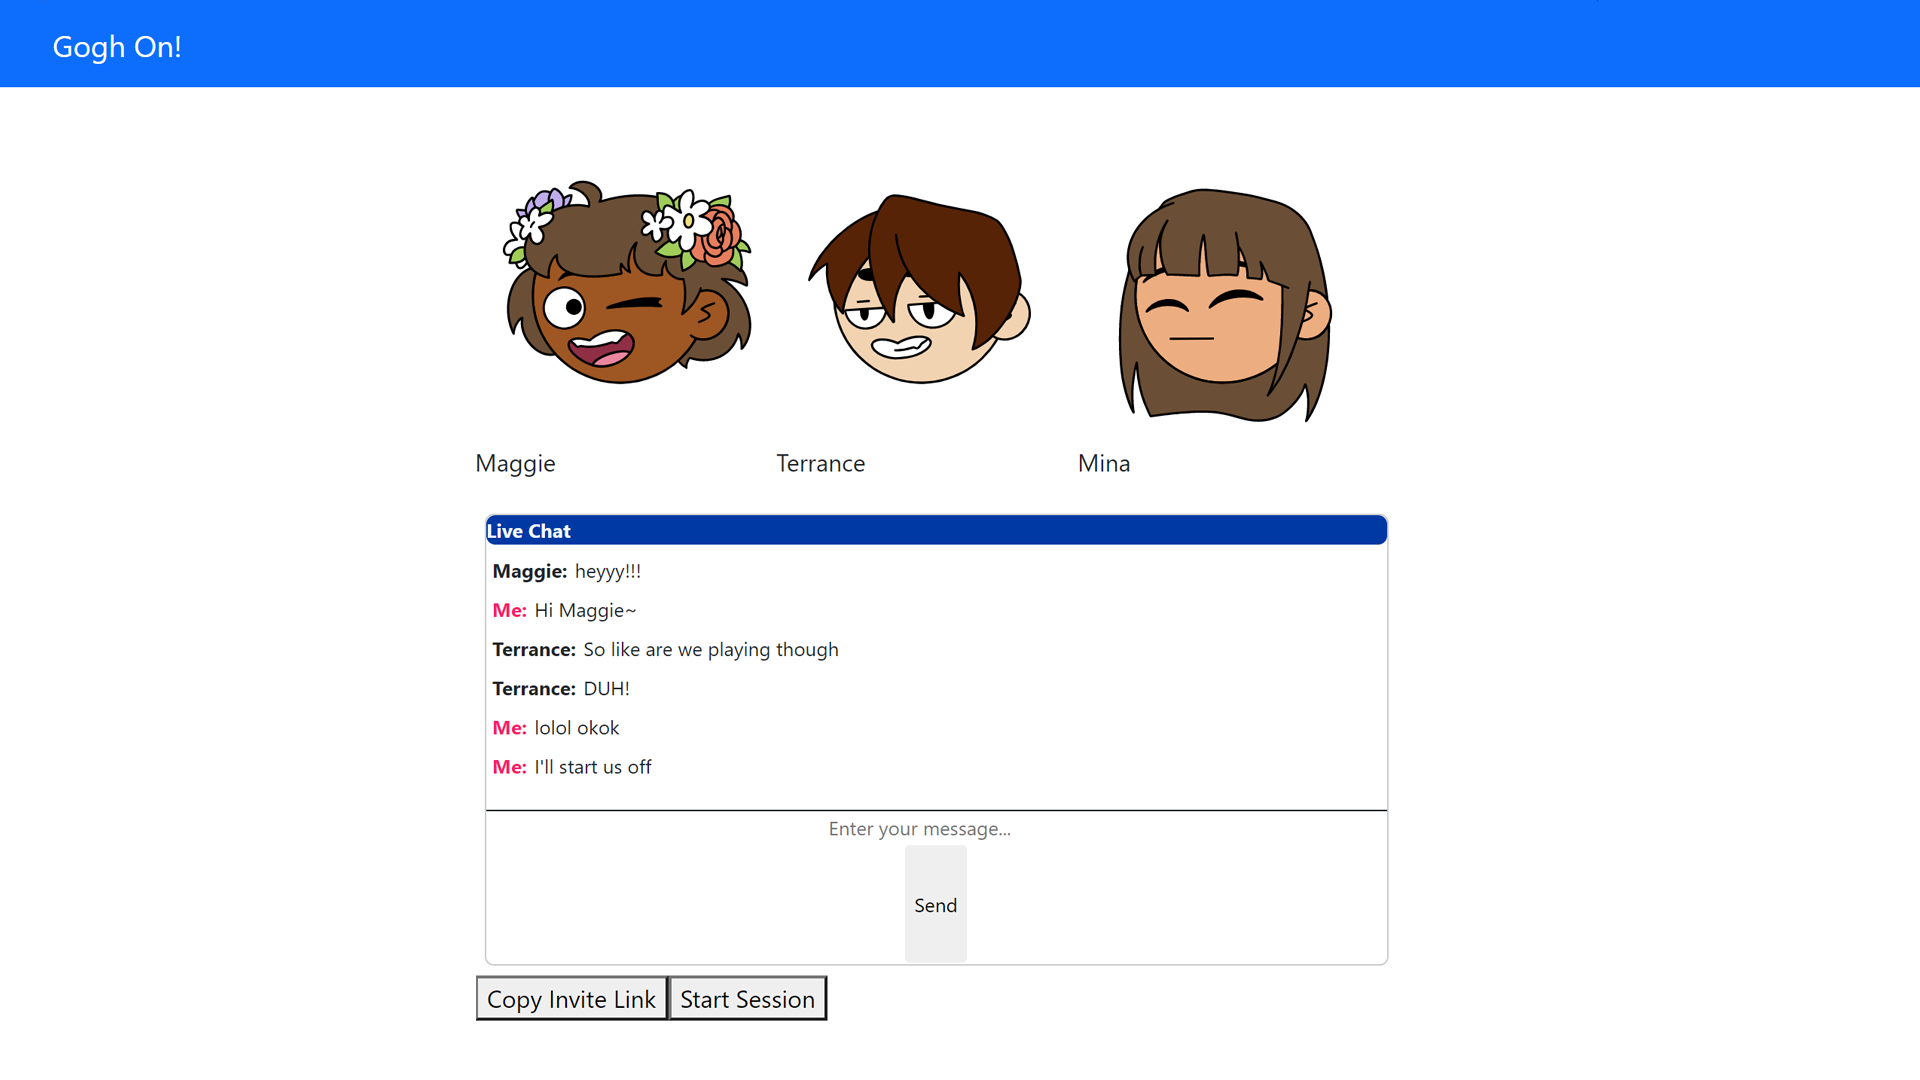 Gogh On!
Maggie
Terrance
Mina
Live Chat
Maggie: heyyy!!!
Me: Hi Maggie~
Terrance: So like are we playing though
Terrance: DUH!
Me: lolol okok
Me: I'll start us off
Enter your message...
Send
Copy Invite Link
Start Session